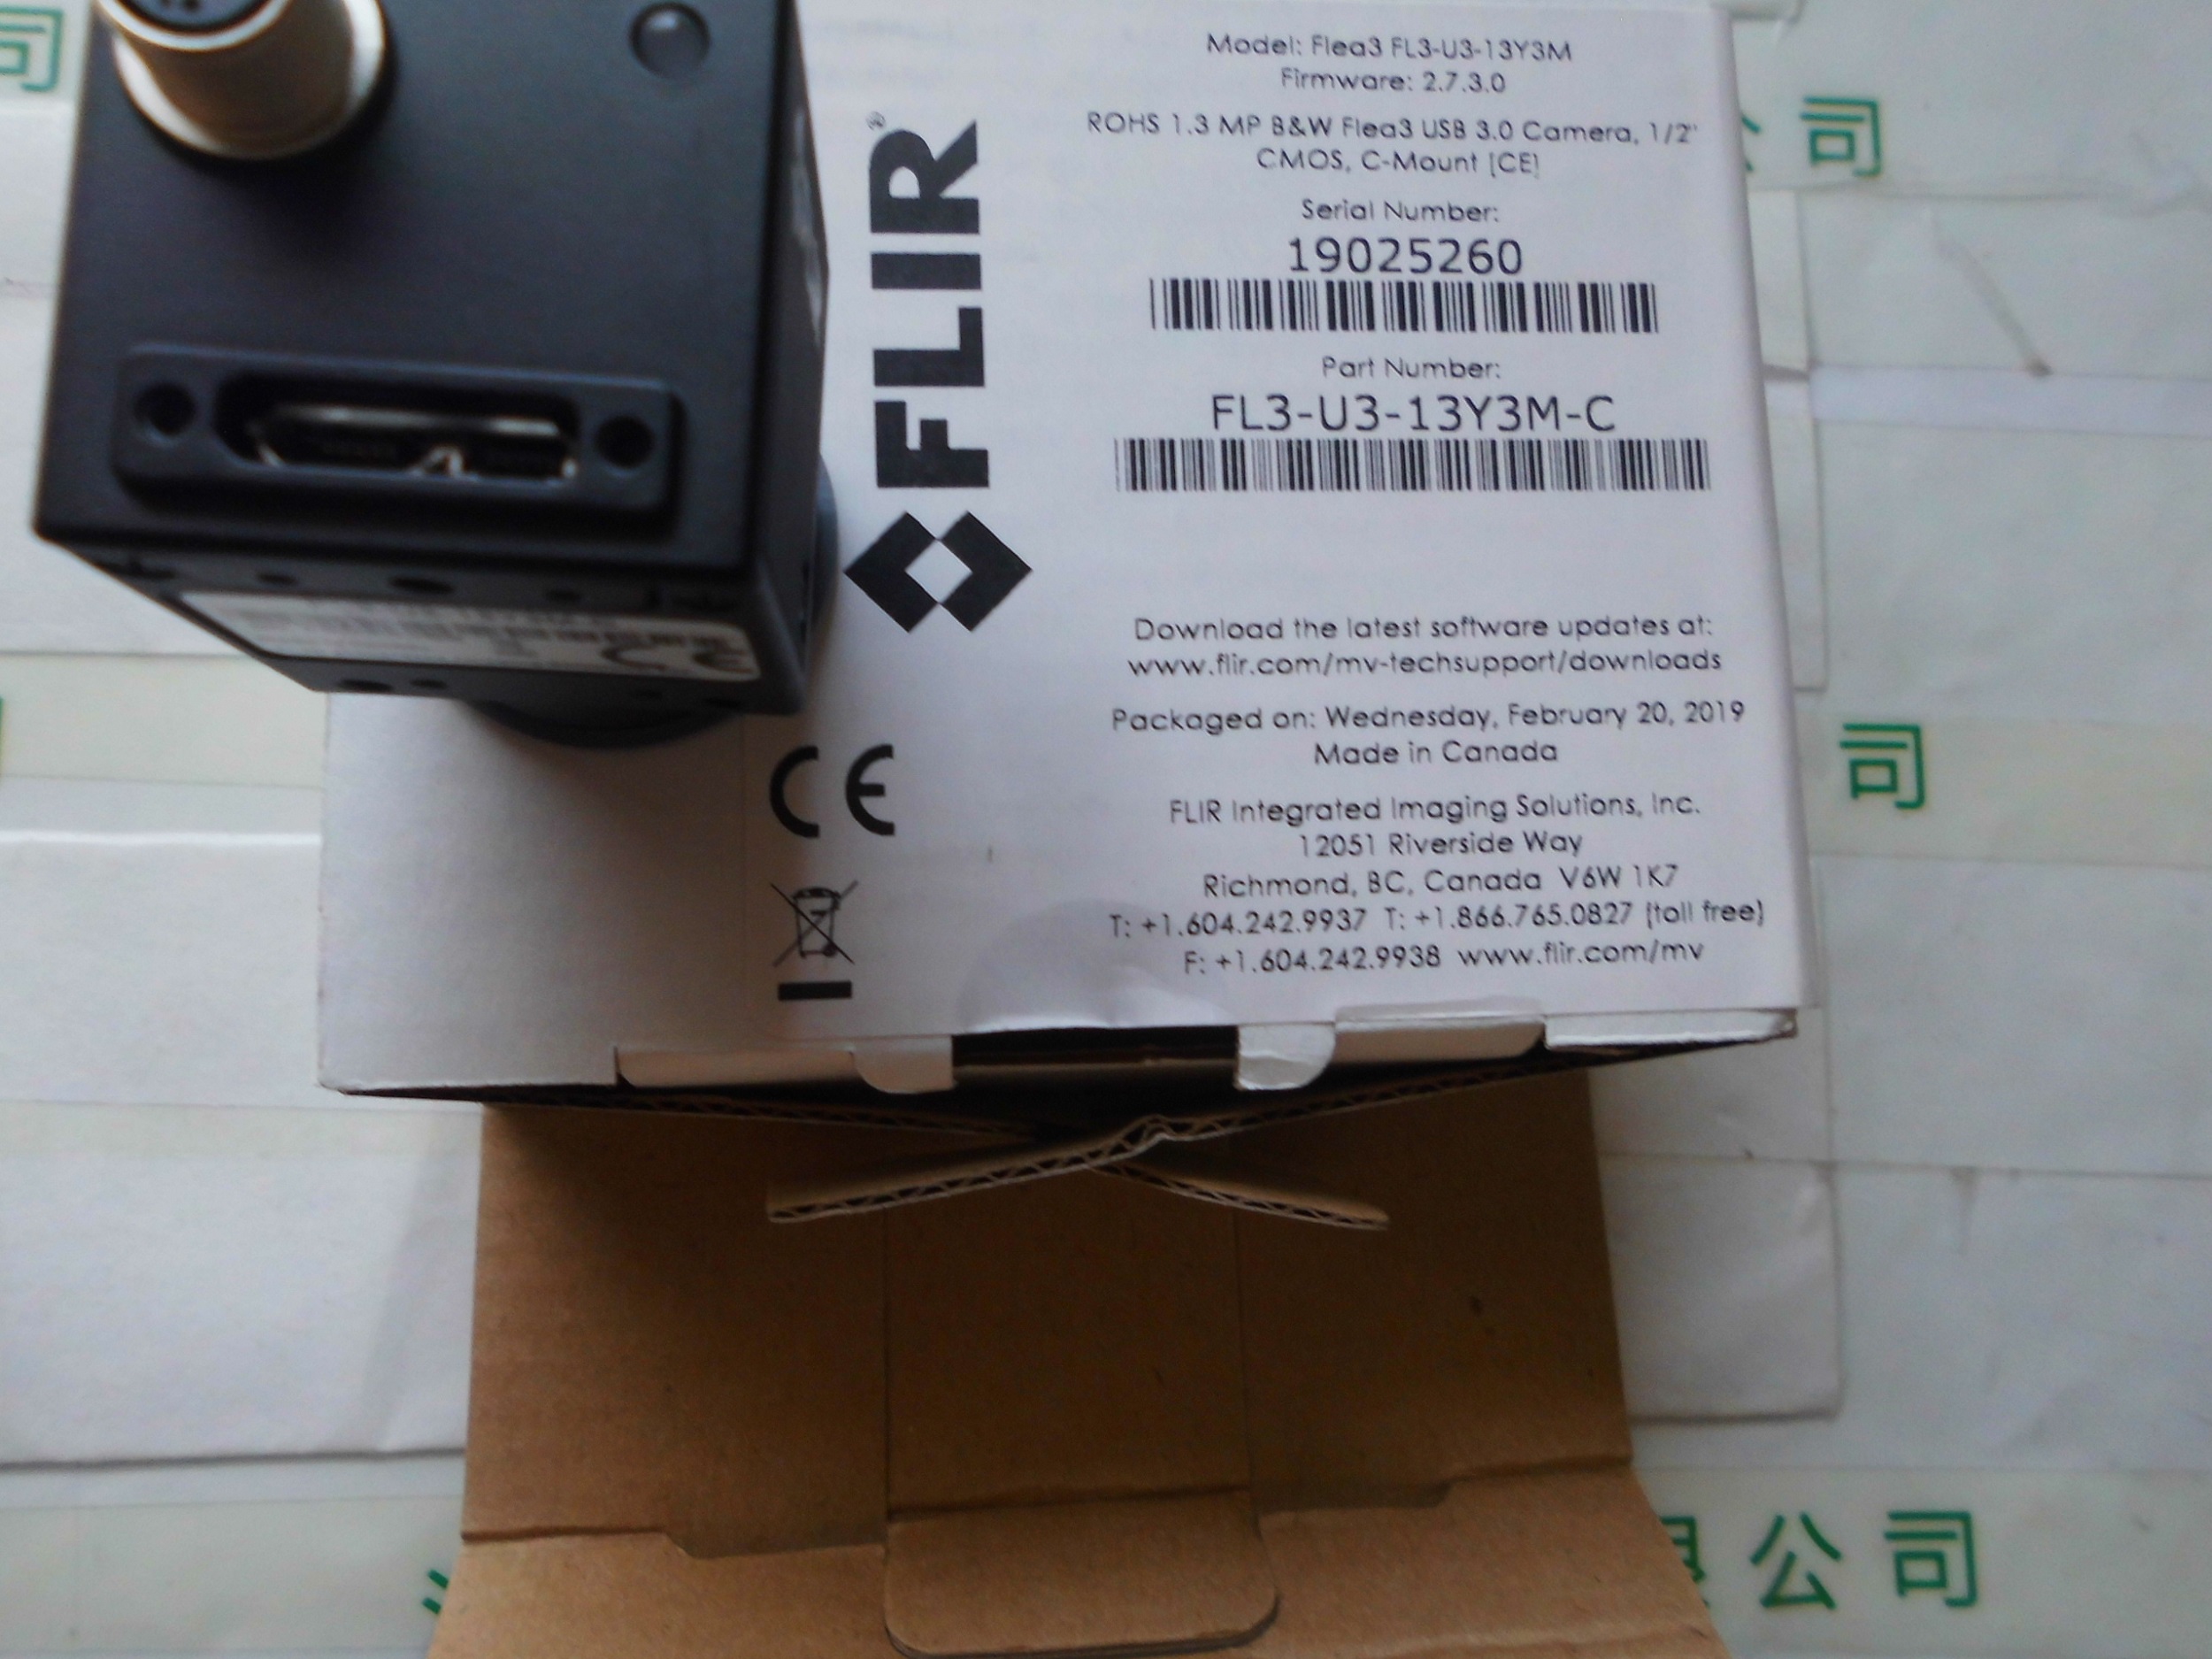 Model: Flea3 FL3-U3-13Y3M
Firmware: 2.7.3.0
ROHS 1.3 MP B&W Flea3 USB 3.0 Camera, 1/2"
CMOS, C-Mount [CE]
Serial Number:
19025260
Part Number:
FL3-U3-13Y3M-C
FLIR®
Download the latest software updates at:
www.flir.com/mv-techsupport/downloads
Packaged on: Wednesday, February 20, 2019
Made in Canada
CE
FLIR Integrated Imaging Solutions, Inc.
12051 Riverside Way
Richmond, BC, Canada V6W 1K7
T: +1.604.242.9937 T: +1.866.765.0827 (toll free)
F: +1.604.242.9938 www.flir.com/mv
CE
司
公司
司
限公司